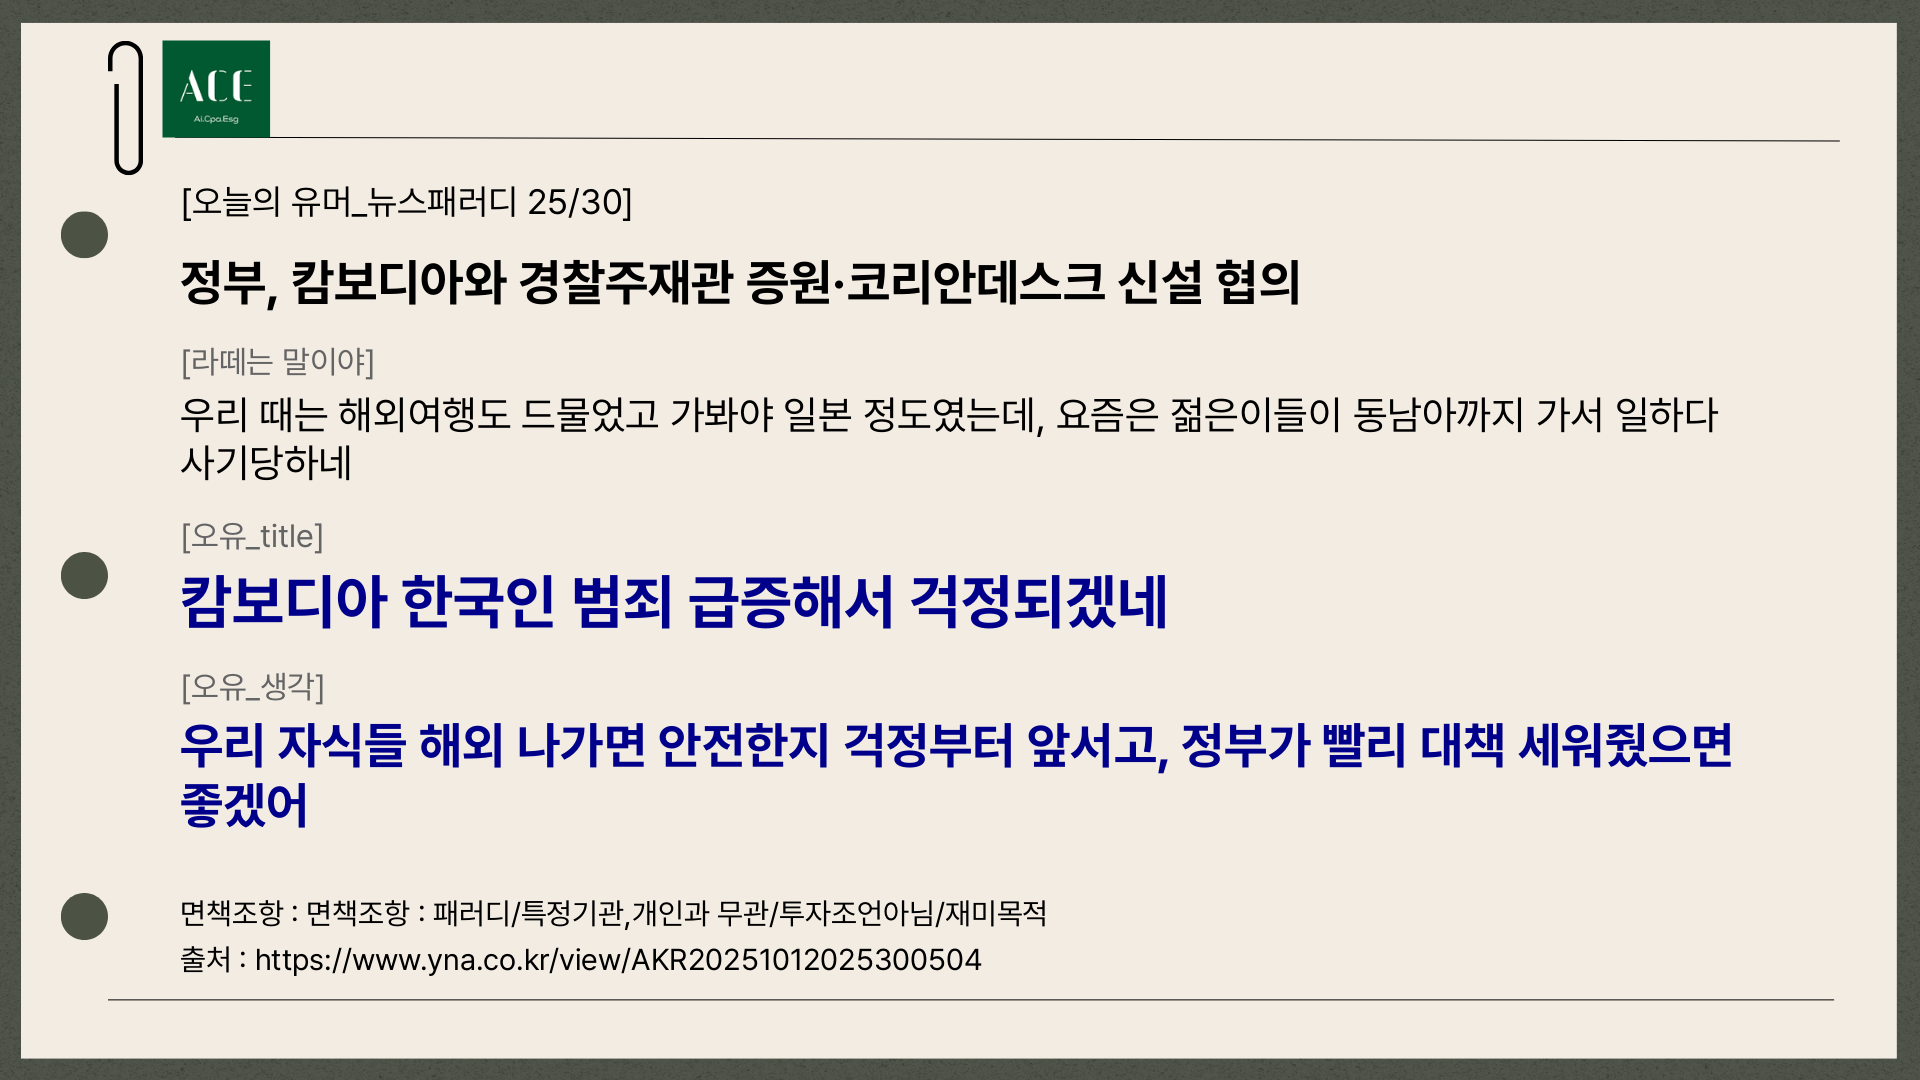 ACE
Ai.Cpa.Esg
[오늘의 유머_뉴스패러디 25/30]
정부, 캄보디아와 경찰주재관 증원·코리안데스크 신설 협의
[라떼는 말이야]
우리 때는 해외여행도 드물었고 가봐야 일본 정도였는데, 요즘은 젊은이들이 동남아까지 가서 일하다
사기당하네
[오유_title]
캄보디아 한국인 범죄 급증해서 걱정되겠네
[오유_생각]
우리 자식들 해외 나가면 안전한지 걱정부터 앞서고, 정부가 빨리 대책 세워줬으면
좋겠어
면책조항 : 면책조항 : 패러디/특정기관,개인과 무관/투자조언아님/재미목적
출처 : https://www.yna.co.kr/view/AKR20251012025300504